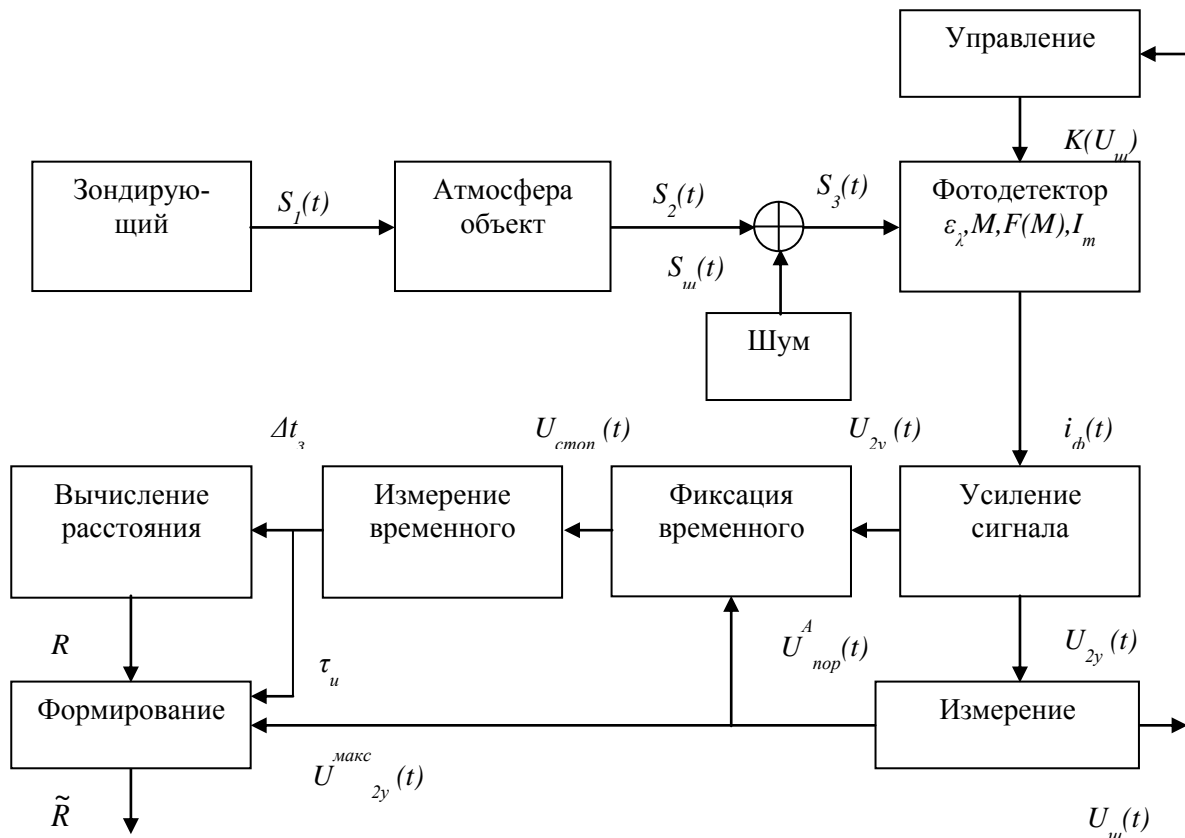 Управление
K(U_ш)
Зондирую-
щий
S_1(t)
Атмосфера
объект
S_2(t)
S_3(t)
Фотодетектор
ε_λ,M,F(M),I_m
S_ш(t)
Шум
Δt_з
U_стоп (t)
U_2у (t)
i_ф(t)
Вычисление
расстояния
Измерение
временного
Фиксация
временного
Усиление
сигнала
R
τ_и
U^A_пор(t)
U_2у(t)
Формирование
Измерение
U^макс_2у (t)
R̃
U_ш(t)